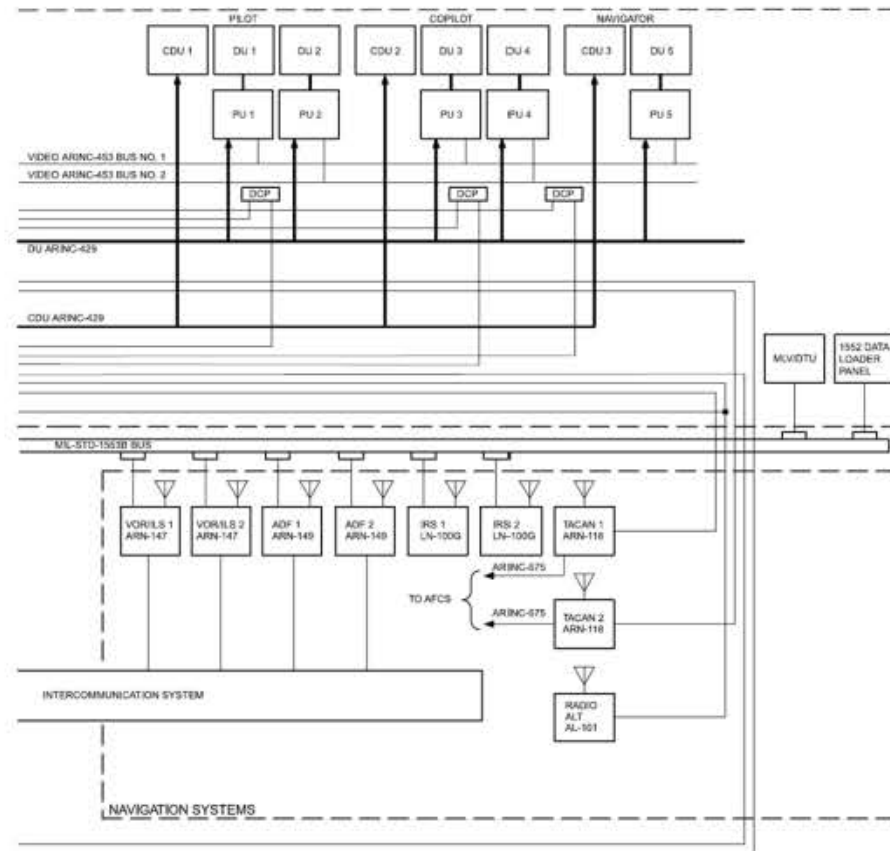 PILOT
COPILOT
NAVIGATOR
CDU 1
DU 1
DU 2
CDU 2
DU 3
DU 4
CDU 3
DU 5
PU 1
PU 2
PU 3
IPU 4
PU 5
VIDEO ARINC-453 BUS NO. 1
VIDEO ARINC-453 BUS NO. 2
DCP
DCP
DCP
DU ARINC-429
CDU ARINC-429
MLV/DTU
1552 DATA
LOADER
PANEL
MIL-STD-1553B BUS
VOR/ILS 1
ARN-147
VOR/ILS 2
ARN-147
ADF 1
ARN-149
ADF 2
ARN-149
IRS 1
LN-100G
IRS 2
LN-100G
TACAN 1
ARN-118
ARINC-575
TO AFCS
ARINC-575
TACAN 2
ARN-118
INTERCOMMUNICATION SYSTEM
RADIO
ALT
AL-101
NAVIGATION SYSTEMS